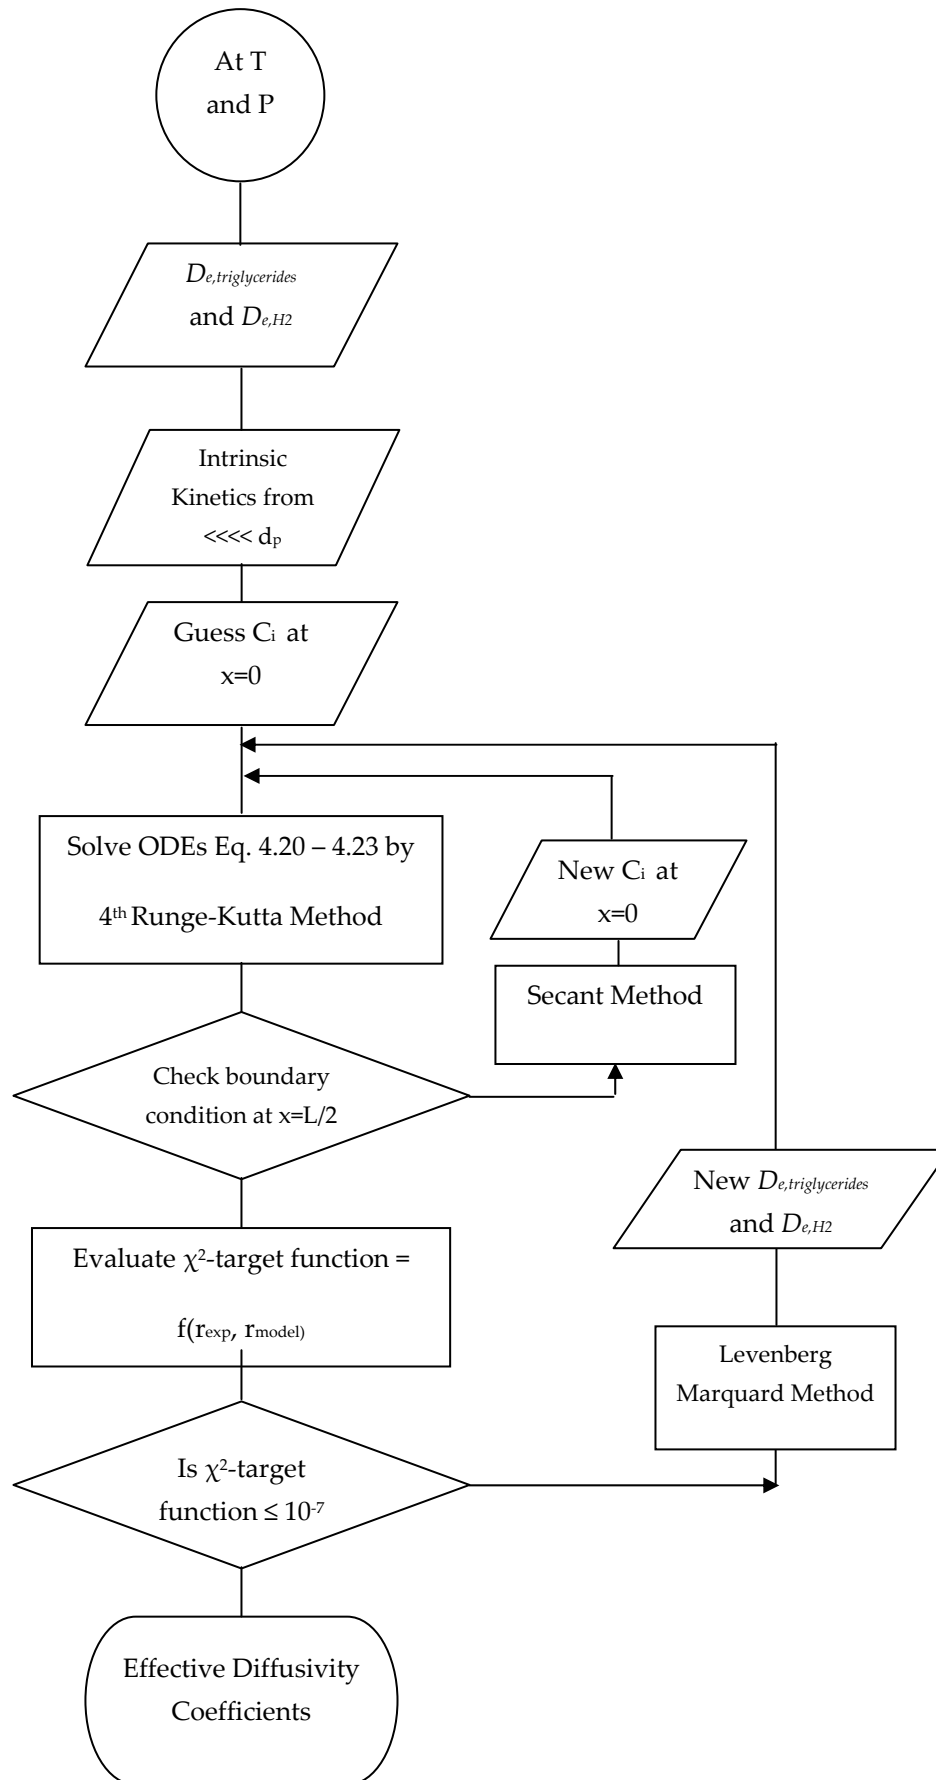 At T
and P
De,triglycerides
and De,H2
Intrinsic
Kinetics from
<<<< dp
Guess Ci at
x=0
Solve ODEs Eq. 4.20 – 4.23 by
4th Runge-Kutta Method
New Ci at
x=0
Secant Method
Check boundary
condition at x=L/2
New De,triglycerides
and De,H2
Evaluate χ²-target function =
f(rexp, rmodel)
Levenberg
Marquard Method
Is χ²-target
function ≤ 10⁻⁷
Effective Diffusivity
Coefficients